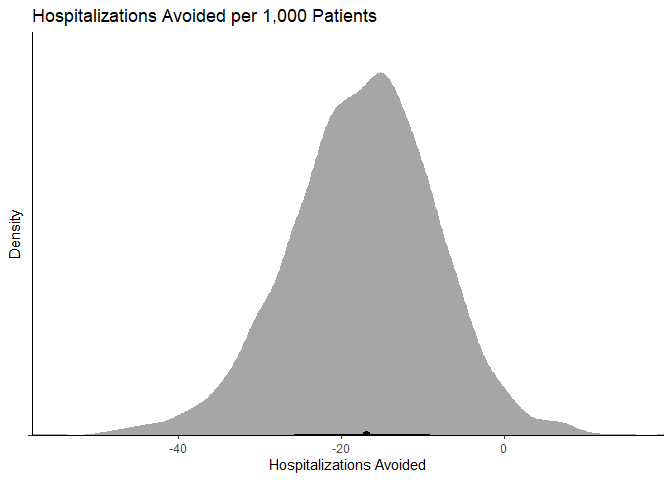 Hospitalizations Avoided per 1,000 Patients
Density
-40
-20
0
Hospitalizations Avoided